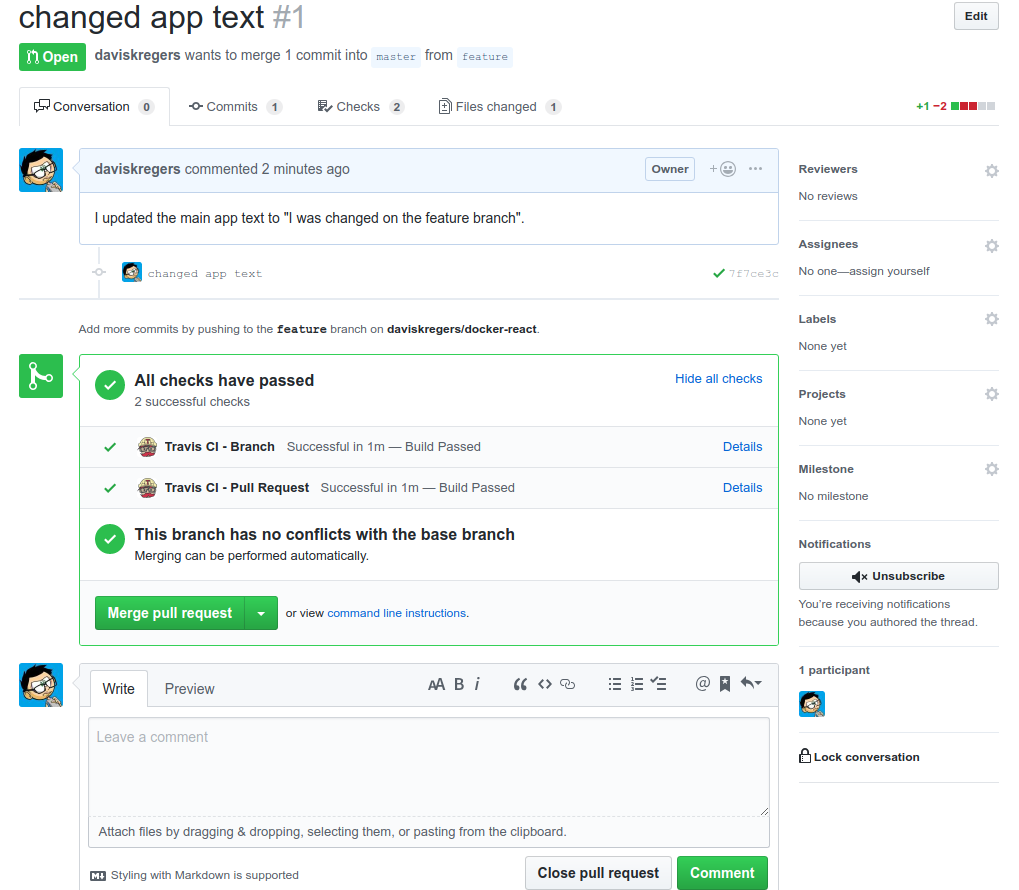 changed app text #1
Edit
Open
daviskregers wants to merge 1 commit into master from feature
Conversation 0
Commits 1
Checks 2
Files changed 1
+1 −2
daviskregers commented 2 minutes ago
Owner
I updated the main app text to "I was changed on the feature branch".
changed app text
7f7ce3c
Add more commits by pushing to the feature branch on daviskregers/docker-react.
All checks have passed
Hide all checks
2 successful checks
Travis CI - Branch Successful in 1m — Build Passed
Details
Travis CI - Pull Request Successful in 1m — Build Passed
Details
This branch has no conflicts with the base branch
Merging can be performed automatically.
Merge pull request
or view command line instructions.
Write
Preview
Leave a comment
Attach files by dragging & dropping, selecting them, or pasting from the clipboard.
Styling with Markdown is supported
Close pull request
Comment
Reviewers
No reviews
Assignees
No one—assign yourself
Labels
None yet
Projects
None yet
Milestone
No milestone
Notifications
Unsubscribe
You're receiving notifications
because you authored the thread.
1 participant
Lock conversation